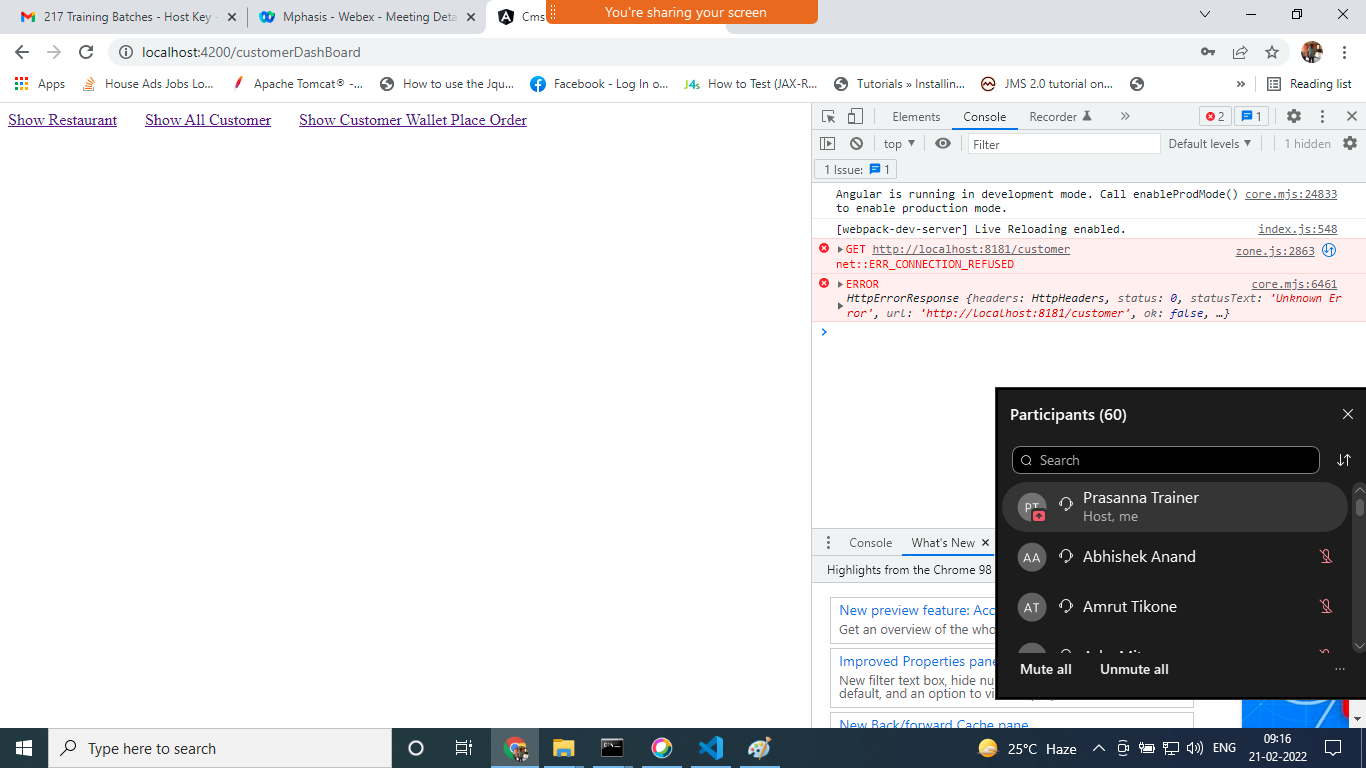 217 Training Batches - Host Key -
Mphasis - Webex - Meeting Deta
Cms
You're sharing your screen
localhost:4200/customerDashBoard
Apps
House Ads Jobs Lo...
Apache Tomcat® -...
How to use the Jqu...
Facebook - Log In o...
J4s
How to Test (JAX-R...
Tutorials » Installin...
JMS 2.0 tutorial on...
»
Reading list
Show Restaurant Show All Customer Show Customer Wallet Place Order
Elements Console Recorder » 2 1
top ▼ Filter Default levels ▼ 1 hidden
1 Issue: 1
Angular is running in development mode. Call enableProdMode() core.mjs:24833
to enable production mode.
[webpack-dev-server] Live Reloading enabled. index.js:548
GET http://localhost:8181/customer zone.js:2863
net::ERR_CONNECTION_REFUSED
ERROR core.mjs:6461
HttpErrorResponse {headers: HttpHeaders, status: 0, statusText: 'Unknown Er
ror', url: 'http://localhost:8181/customer', ok: false, …}
Participants (60)
Search
PT Prasanna Trainer
Host, me
AA Abhishek Anand
AT Amrut Tikone
Mute all Unmute all ...
Console What's New
Highlights from the Chrome 98
New preview feature: Acc
Get an overview of the who
Improved Properties pane
New filter text box, hide nu
default, and an option to vi
New Back/forward Cache pane
Type here to search
25°C Haze
ENG
09:16
21-02-2022